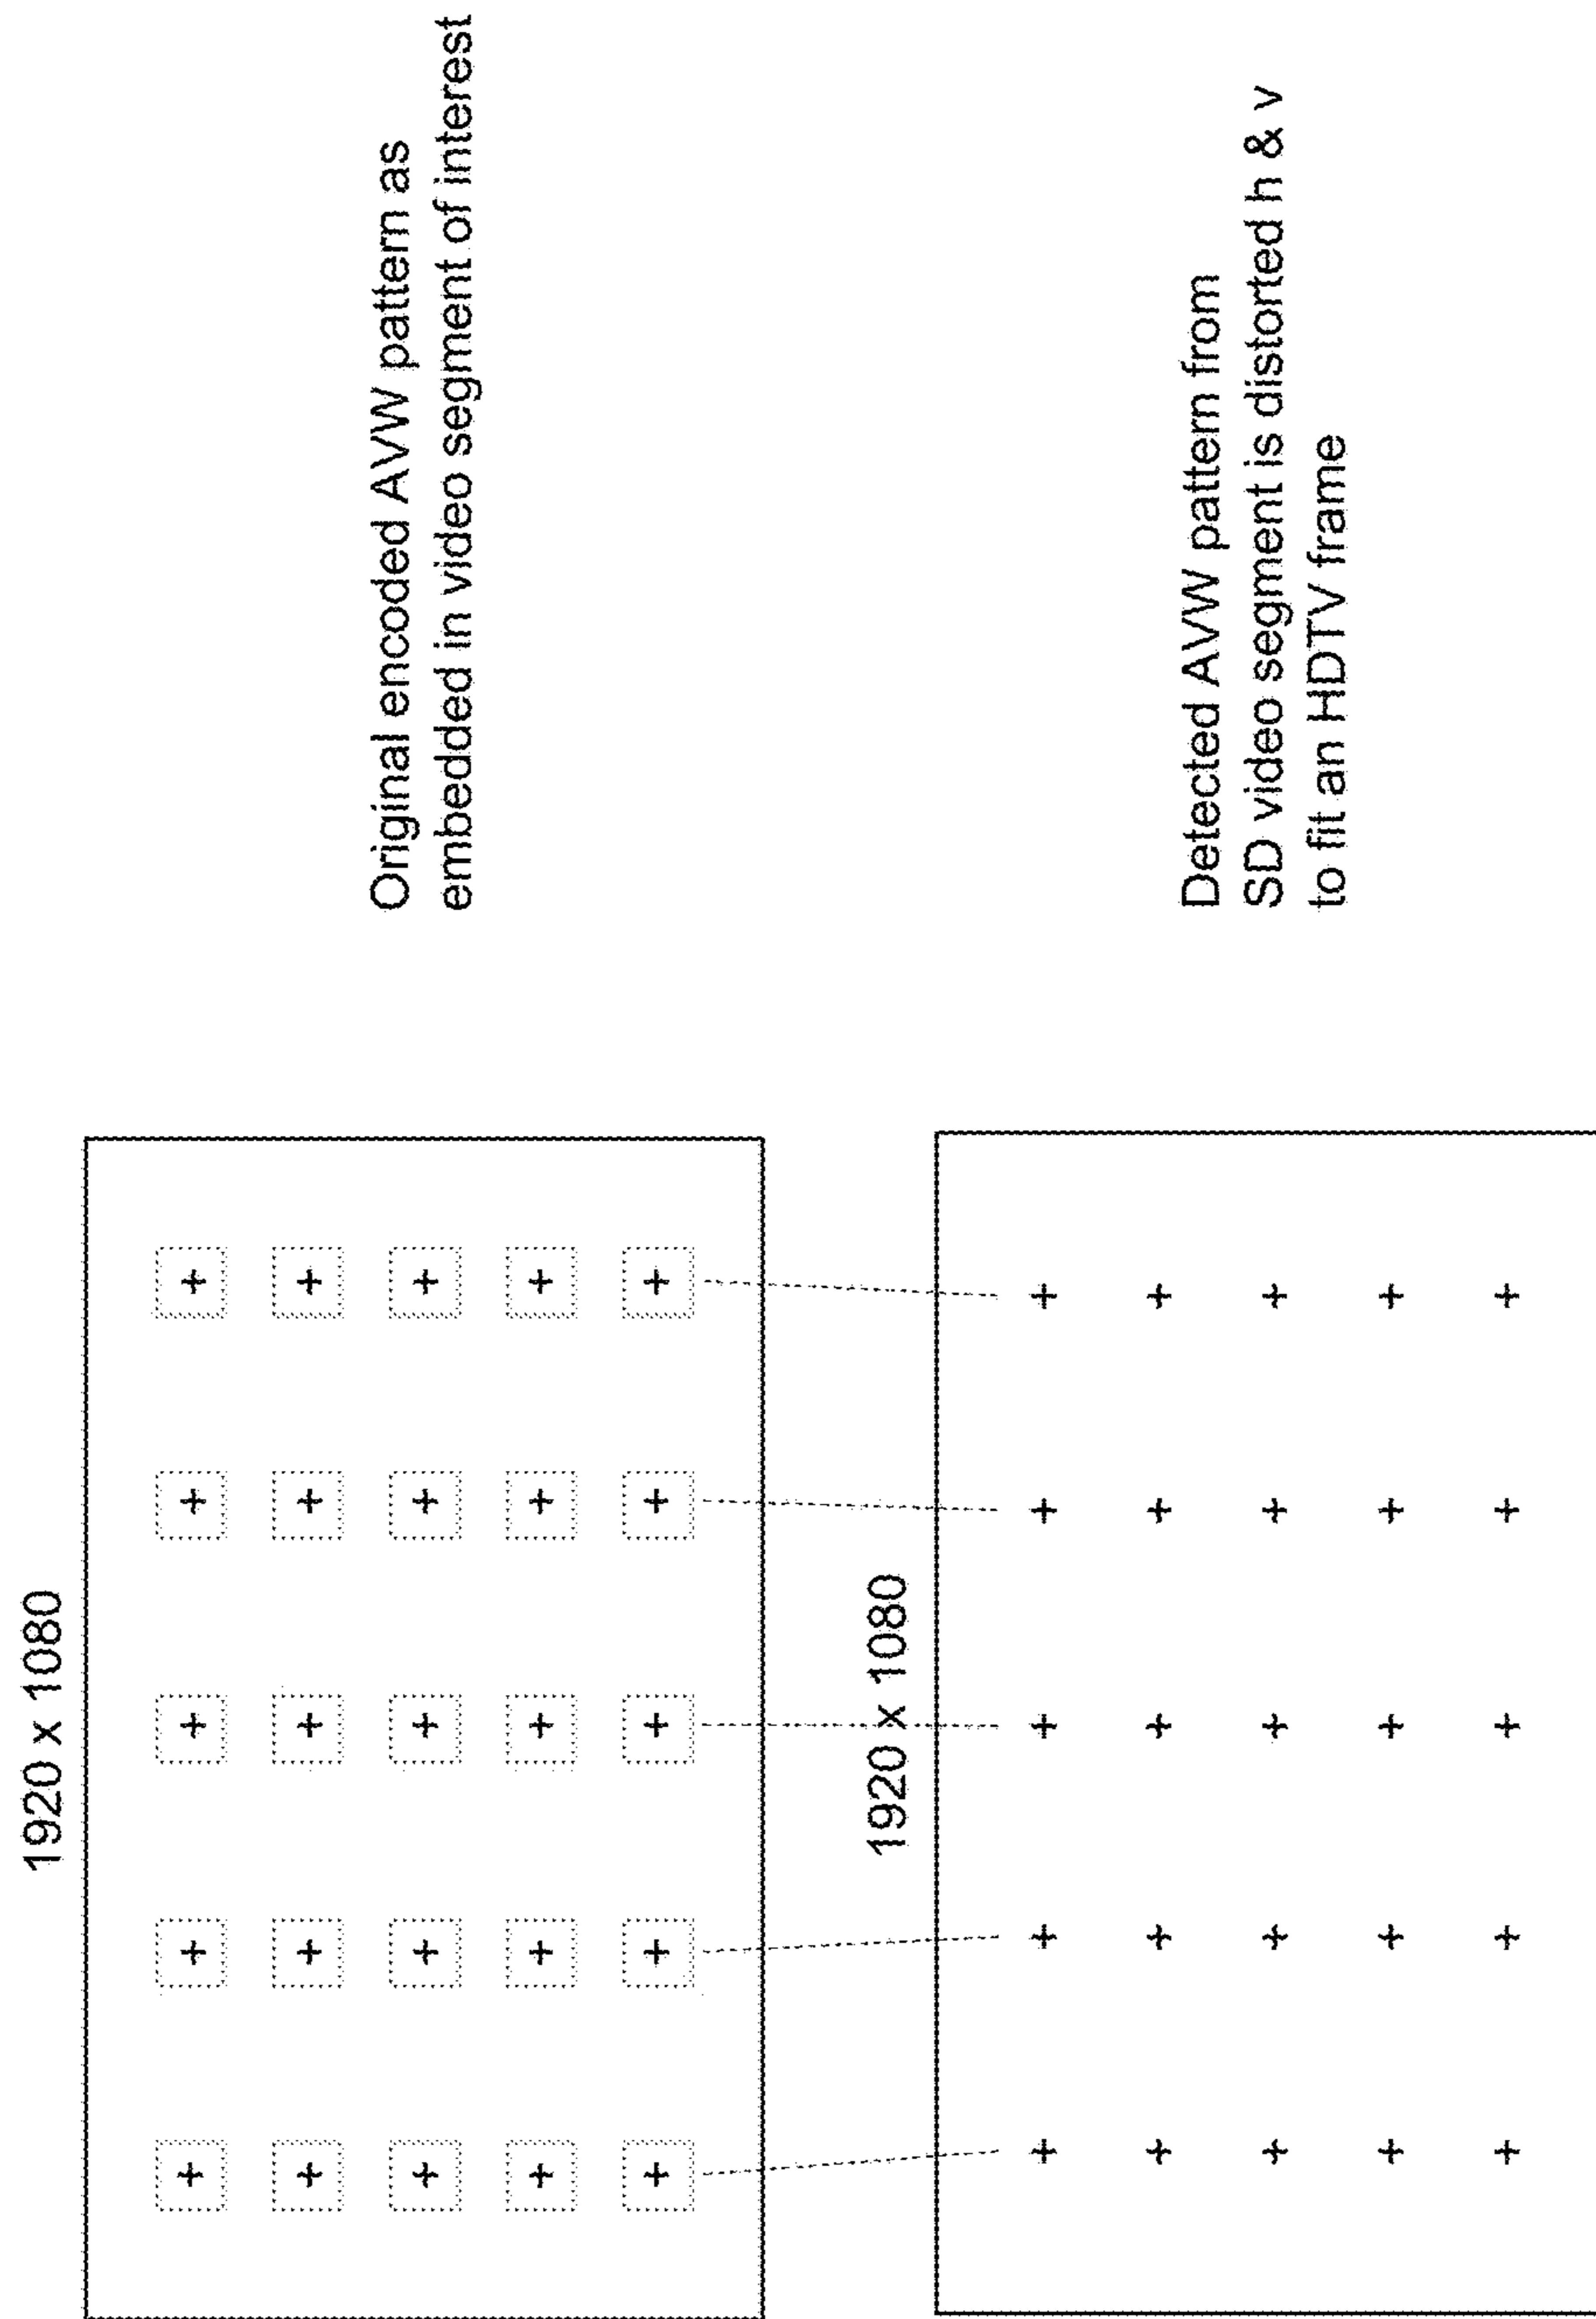 1920 x 1080
Original encoded AVW pattern as
embedded in video segment of interest
1920 x 1080
Detected AVW pattern from
SD video segment is distorted h & v
to fit an HDTV frame